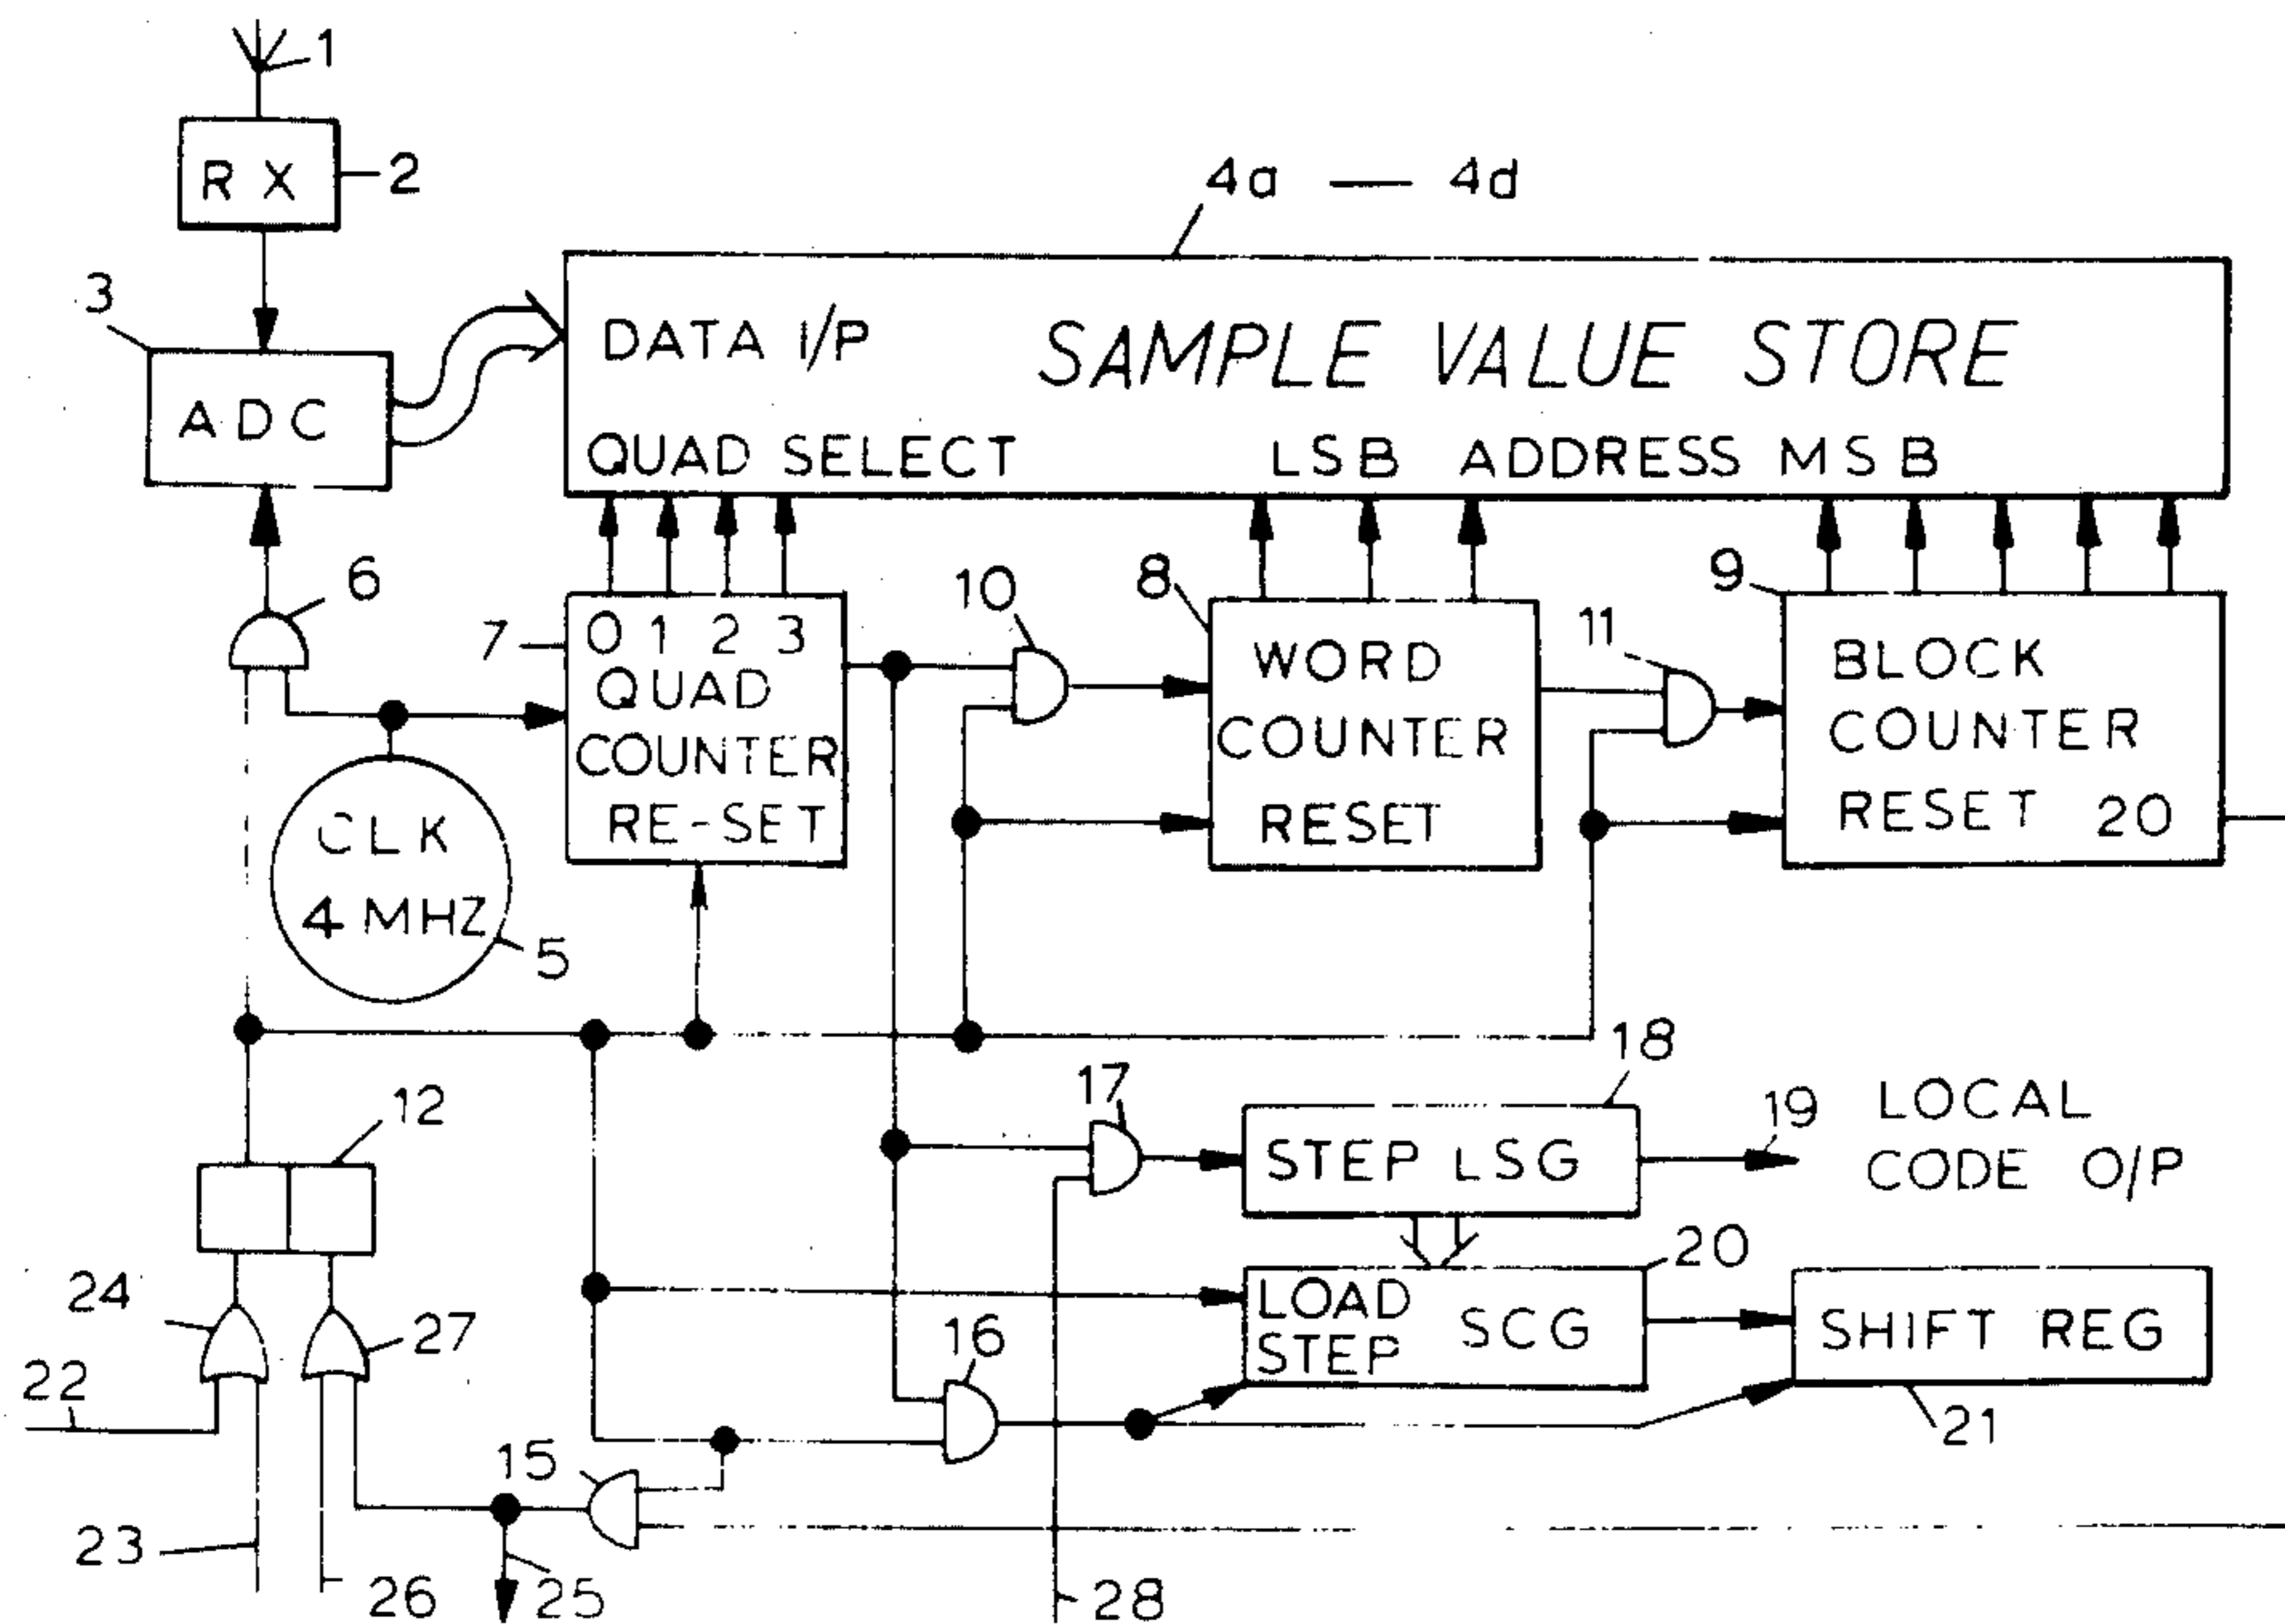 1
RX
2
4a — 4d
3
DATA I/P
SAMPLE VALUE STORE
ADC
QUAD SELECT
LSB ADDRESS MSB
6
7
0 1 2 3
QUAD
COUNTER
RE-SET
10
8
WORD
COUNTER
RESET
11
9
BLOCK
COUNTER
RESET 20
CLK
4 MHZ
5
12
17
18
STEP LSG
19
LOCAL
CODE O/P
20
24
27
16
LOAD
STEP
SCG
SHIFT REG
22
21
15
23
26
25
28